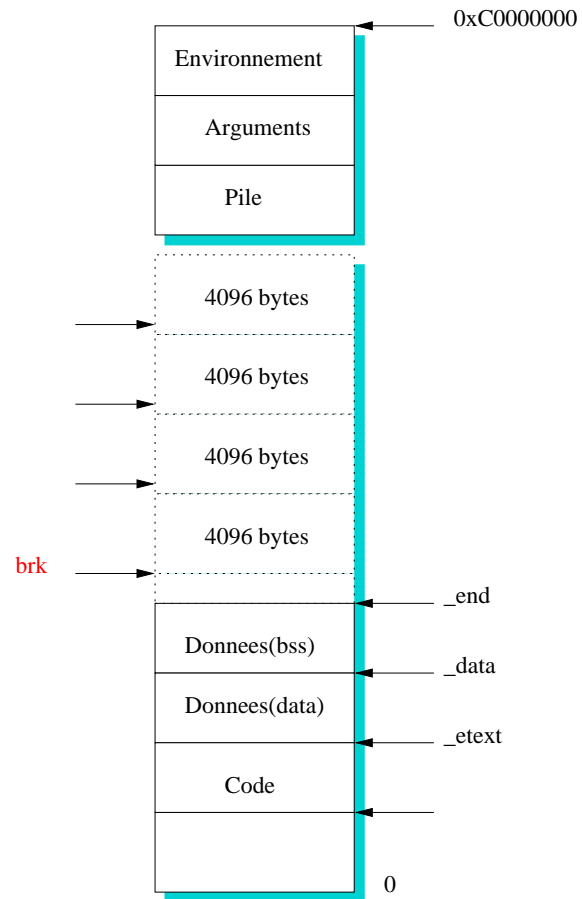 0xC0000000
Environnement
Arguments
Pile
4096 bytes
4096 bytes
4096 bytes
4096 bytes
brk
_end
Donnees(bss)
_data
Donnees(data)
_etext
Code
0